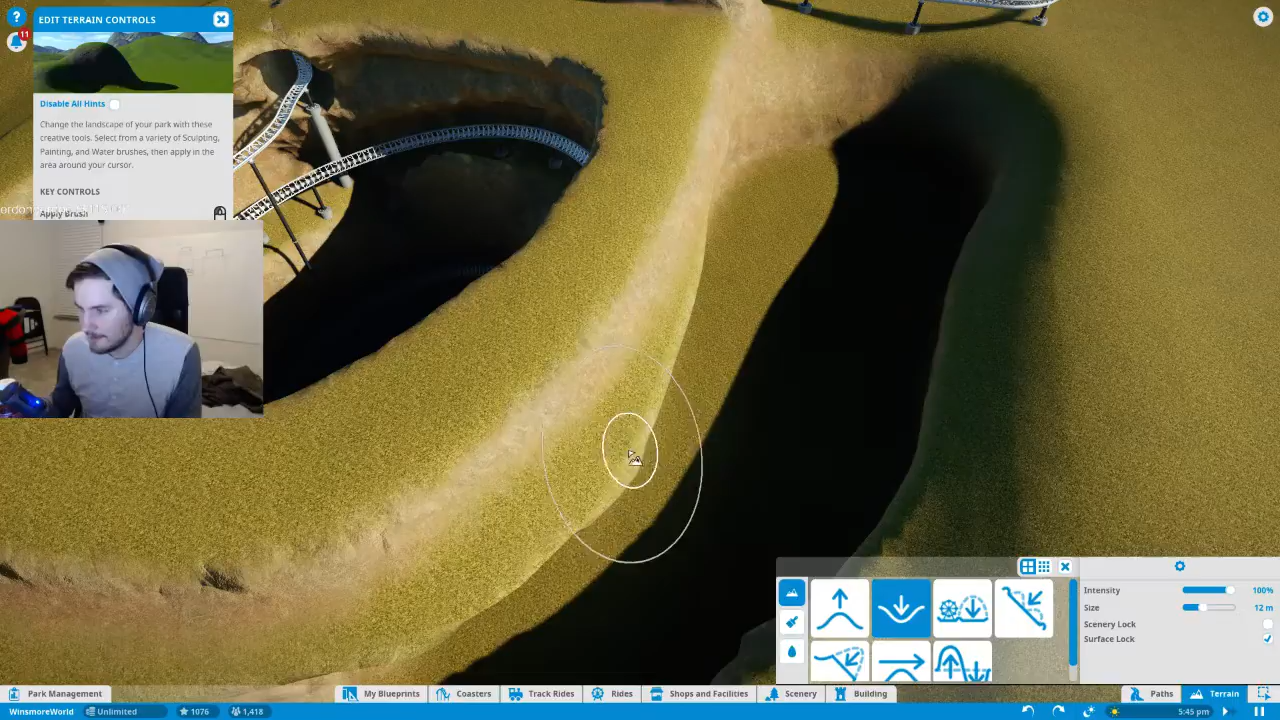 EDIT TERRAIN CONTROLS
11
Disable All Hints
Change the landscape of your park with these
creative tools. Select from a variety of Sculpting,
Painting, and Water brushes, then apply in the
area around your cursor.
KEY CONTROLS
Apply Brush
Intensity 100%
Size 12 m
Scenery Lock
Surface Lock
Park Management My Blueprints Coasters Track Rides Rides Shops and Facilities Scenery Building Paths Terrain
WinsmoreWorld Unlimited 1076 1,418 5:45 pm